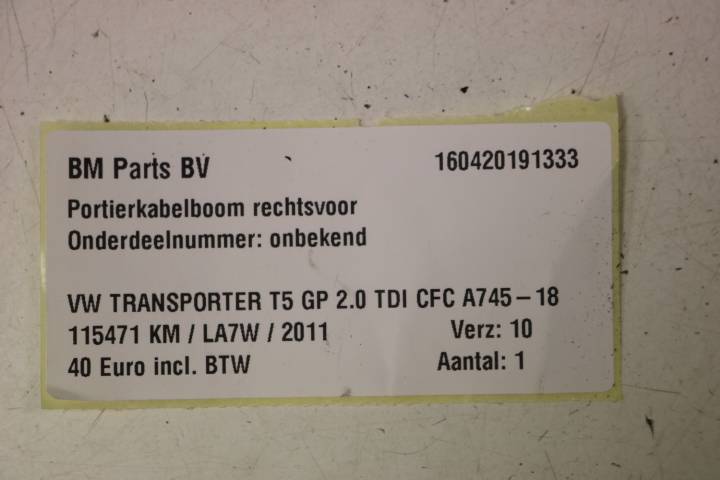 BM Parts BV 160420191333
Portierkabelboom rechtsvoor
Onderdeelnummer: onbekend
VW TRANSPORTER T5 GP 2.0 TDI CFC A745-18
115471 KM / LA7W / 2011 Verz: 10
40 Euro incl. BTW Aantal: 1